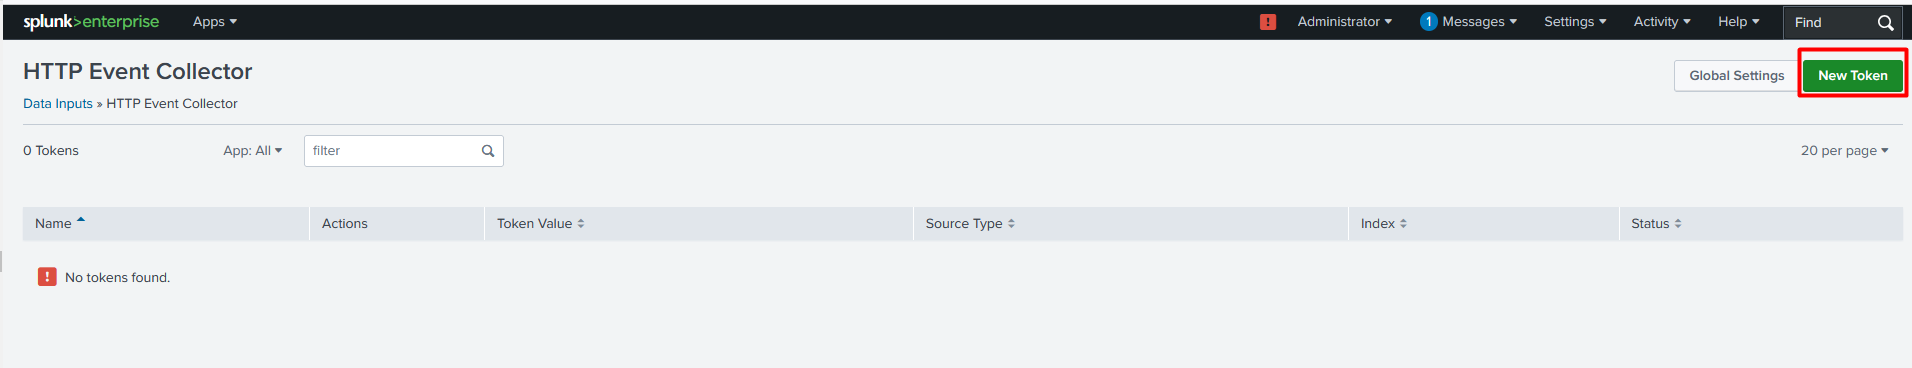 splunk>enterprise Apps ! Administrator 1 Messages Settings Activity Help Find
HTTP Event Collector
Global Settings New Token
Data Inputs » HTTP Event Collector
0 Tokens App: All filter 20 per page
Name Actions Token Value Source Type Index Status
! No tokens found.